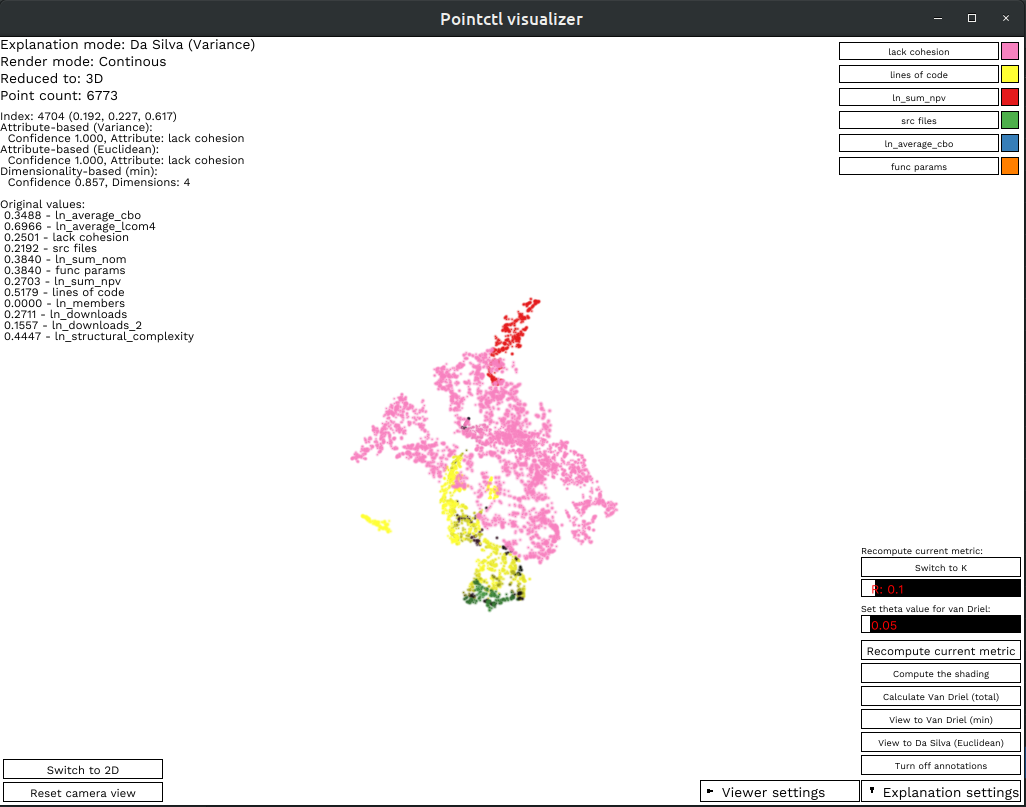 Pointctl visualizer
Explanation mode: Da Silva (Variance)
Render mode: Continous
Reduced to: 3D
Point count: 6773
Index: 4704 (0.192, 0.227, 0.617)
Attribute-based (Variance):
Confidence 1.000, Attribute: lack cohesion
Attribute-based (Euclidean):
Confidence 1.000, Attribute: lack cohesion
Dimensionality-based (min):
Confidence 0.857, Dimensions: 4
Original values:
0.3488 - ln_average_cbo
0.6966 - ln_average_lcom4
0.2501 - lack cohesion
0.2192 - src files
0.3840 - ln_sum_nom
0.3840 - func params
0.2703 - ln_sum_npv
0.5179 - lines of code
0.0000 - ln_members
0.2711 - ln_downloads
0.1557 - ln_downloads_2
0.4447 - ln_structural_complexity
lack cohesion
lines of code
ln_sum_npv
src files
ln_average_cbo
func params
Recompute current metric:
Switch to K
R: 0.1
Set theta value for van Driel:
0.05
Recompute current metric
Compute the shading
Calculate Van Driel (total)
View to Van Driel (min)
View to Da Silva (Euclidean)
Turn off annotations
Switch to 2D
Reset camera view
Viewer settings
Explanation settings